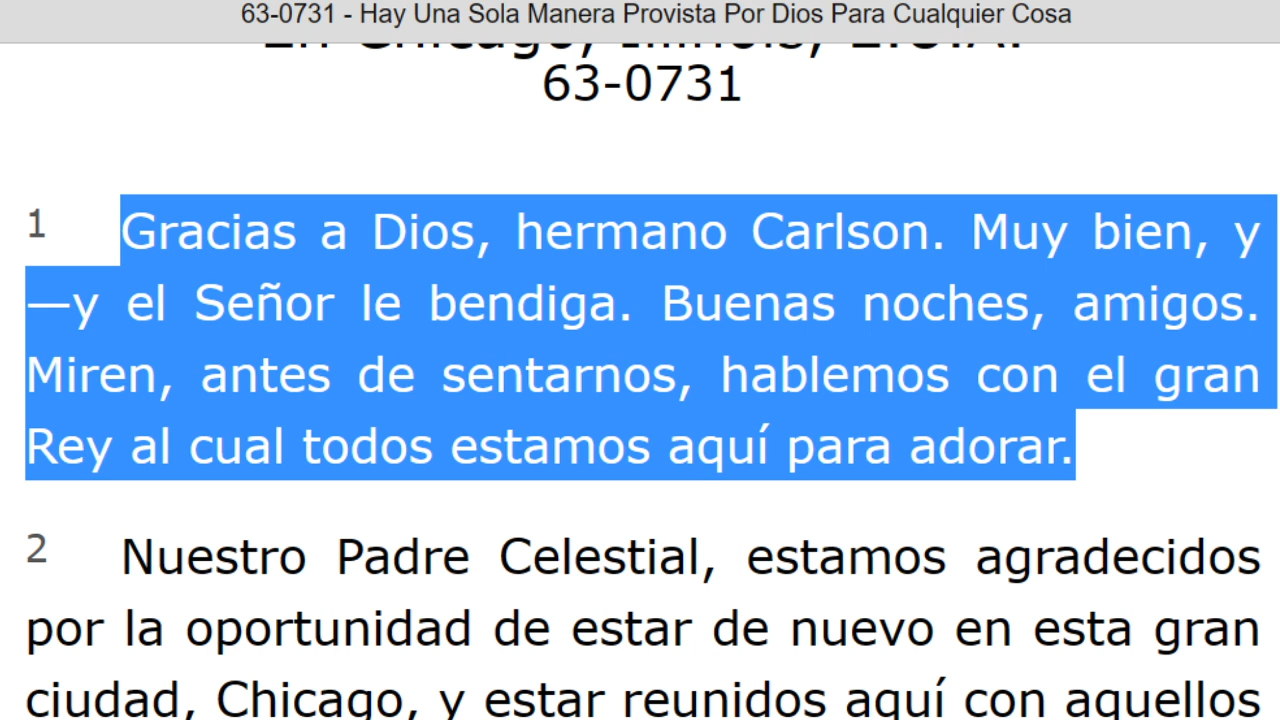 63-0731 - Hay Una Sola Manera Provista Por Dios Para Cualquier Cosa
En Chicago, Illinois, E.U.A.
63-0731
1 Gracias a Dios, hermano Carlson. Muy bien, y
—y el Señor le bendiga. Buenas noches, amigos.
Miren, antes de sentarnos, hablemos con el gran
Rey al cual todos estamos aquí para adorar.
2 Nuestro Padre Celestial, estamos agradecidos
por la oportunidad de estar de nuevo en esta gran
ciudad, Chicago, y estar reunidos aquí con aquellos